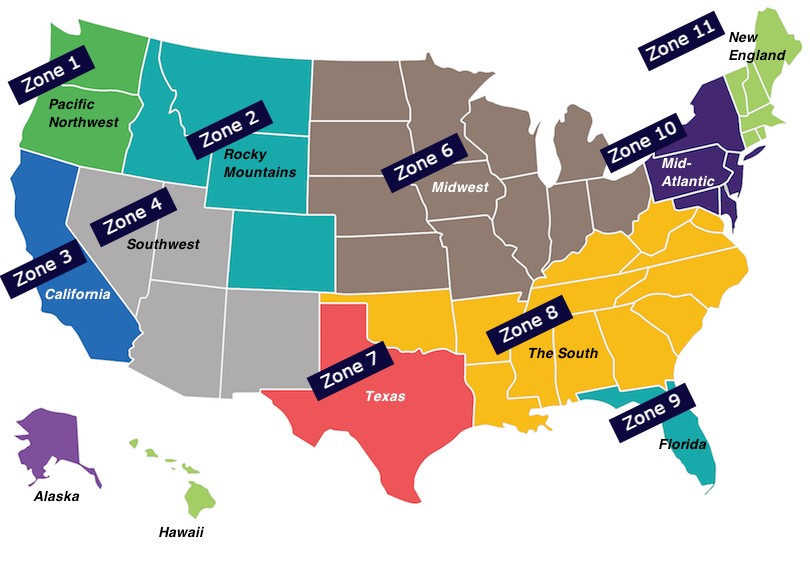 Zone 11
New
England
Zone 1
Pacific
Northwest
Zone 2
Rocky
Mountains
Zone 6
Midwest
Zone 10
Mid-
Atlantic
Zone 4
Southwest
Zone 3
California
Zone 8
The South
Zone 7
Texas
Zone 9
Florida
Alaska
Hawaii